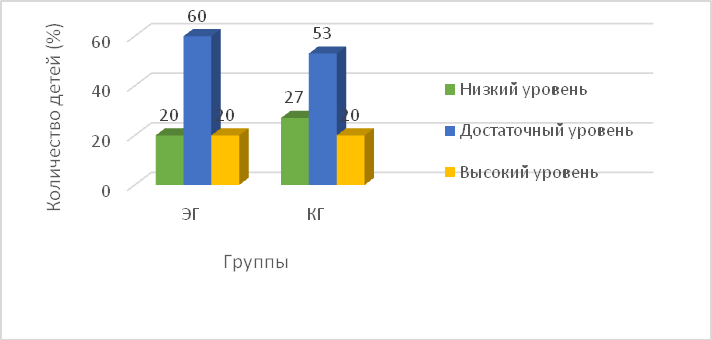 Количество детей (%)
60
40
20
0
20
60
20
27
53
20
ЭГ
КГ
Группы
Низкий уровень
Достаточный уровень
Высокий уровень